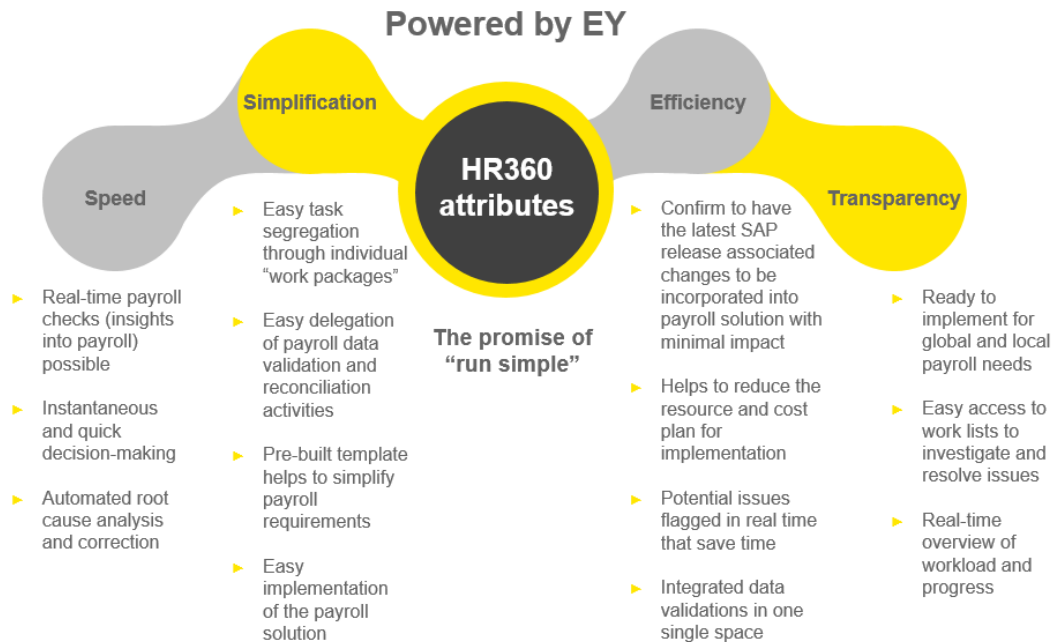 Powered by EY
Speed
Real-time payroll
checks (insights
into payroll)
possible
Instantaneous
and quick
decision-making
Automated root
cause analysis
and correction
Simplification
Easy task
segregation
through individual
“work packages”
Easy delegation
of payroll data
validation and
reconciliation
activities
Pre-built template
helps to simplify
payroll
requirements
Easy
implementation
of the payroll
solution
HR360
attributes
The promise of
“run simple”
Efficiency
Confirm to have
the latest SAP
release associated
changes to be
incorporated into
payroll solution with
minimal impact
Helps to reduce the
resource and cost
plan for
implementation
Potential issues
flagged in real time
that save time
Integrated data
validations in one
single space
Transparency
Ready to
implement for
global and local
payroll needs
Easy access to
work lists to
investigate and
resolve issues
Real-time
overview of
workload and
progress